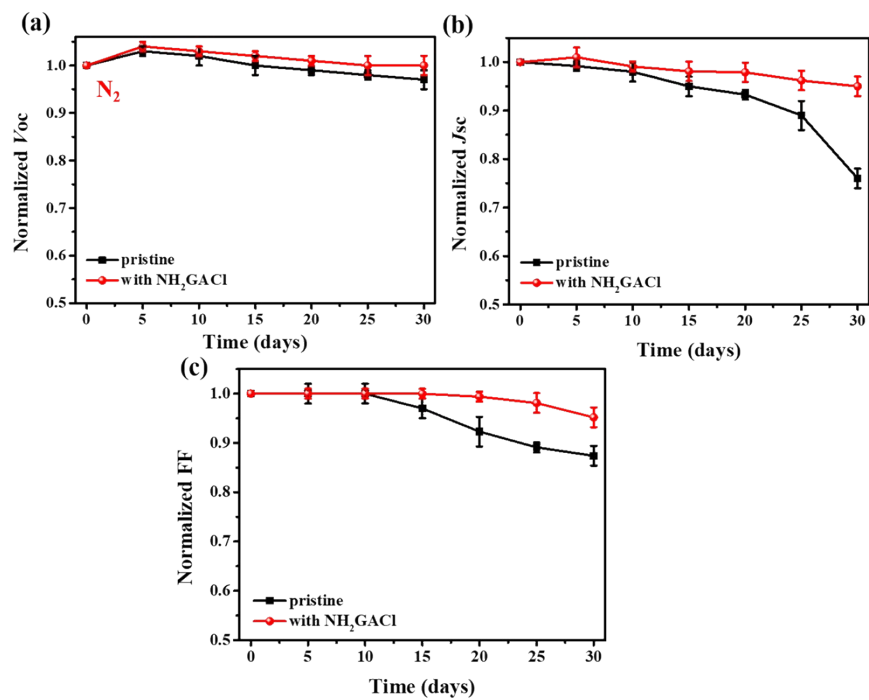 (a)
Normalized Voc
1.0
0.9
0.8
0.7
0.6
0.5
N₂
pristine
with NH₂GACl
0 5 10 15 20 25 30
Time (days)
(b)
Normalized Jsc
1.0
0.9
0.8
0.7
0.6
0.5
pristine
with NH₂GACl
0 5 10 15 20 25 30
Time (days)
(c)
Normalized FF
1.0
0.9
0.8
0.7
0.6
0.5
pristine
with NH₂GACl
0 5 10 15 20 25 30
Time (days)